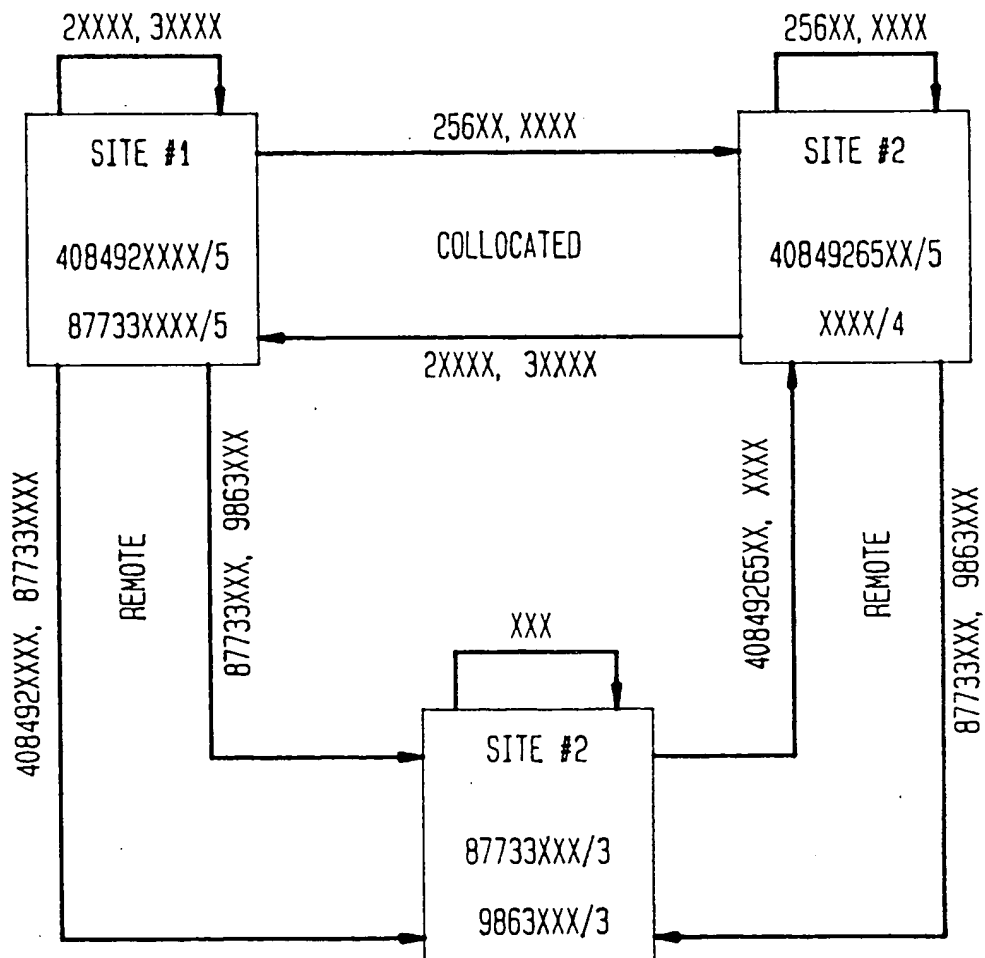 2XXXX, 3XXXX
256XX, XXXX
SITE #1
408492XXXX/5
87733XXXX/5
256XX, XXXX
COLLOCATED
2XXXX, 3XXXX
SITE #2
40849265XX/5
XXXX/4
408492XXXX, 87733XXXX
REMOTE
87733XXX, 9863XXX
40849265XX, XXXX
REMOTE
87733XXX, 9863XXX
XXX
SITE #2
87733XXX/3
9863XXX/3